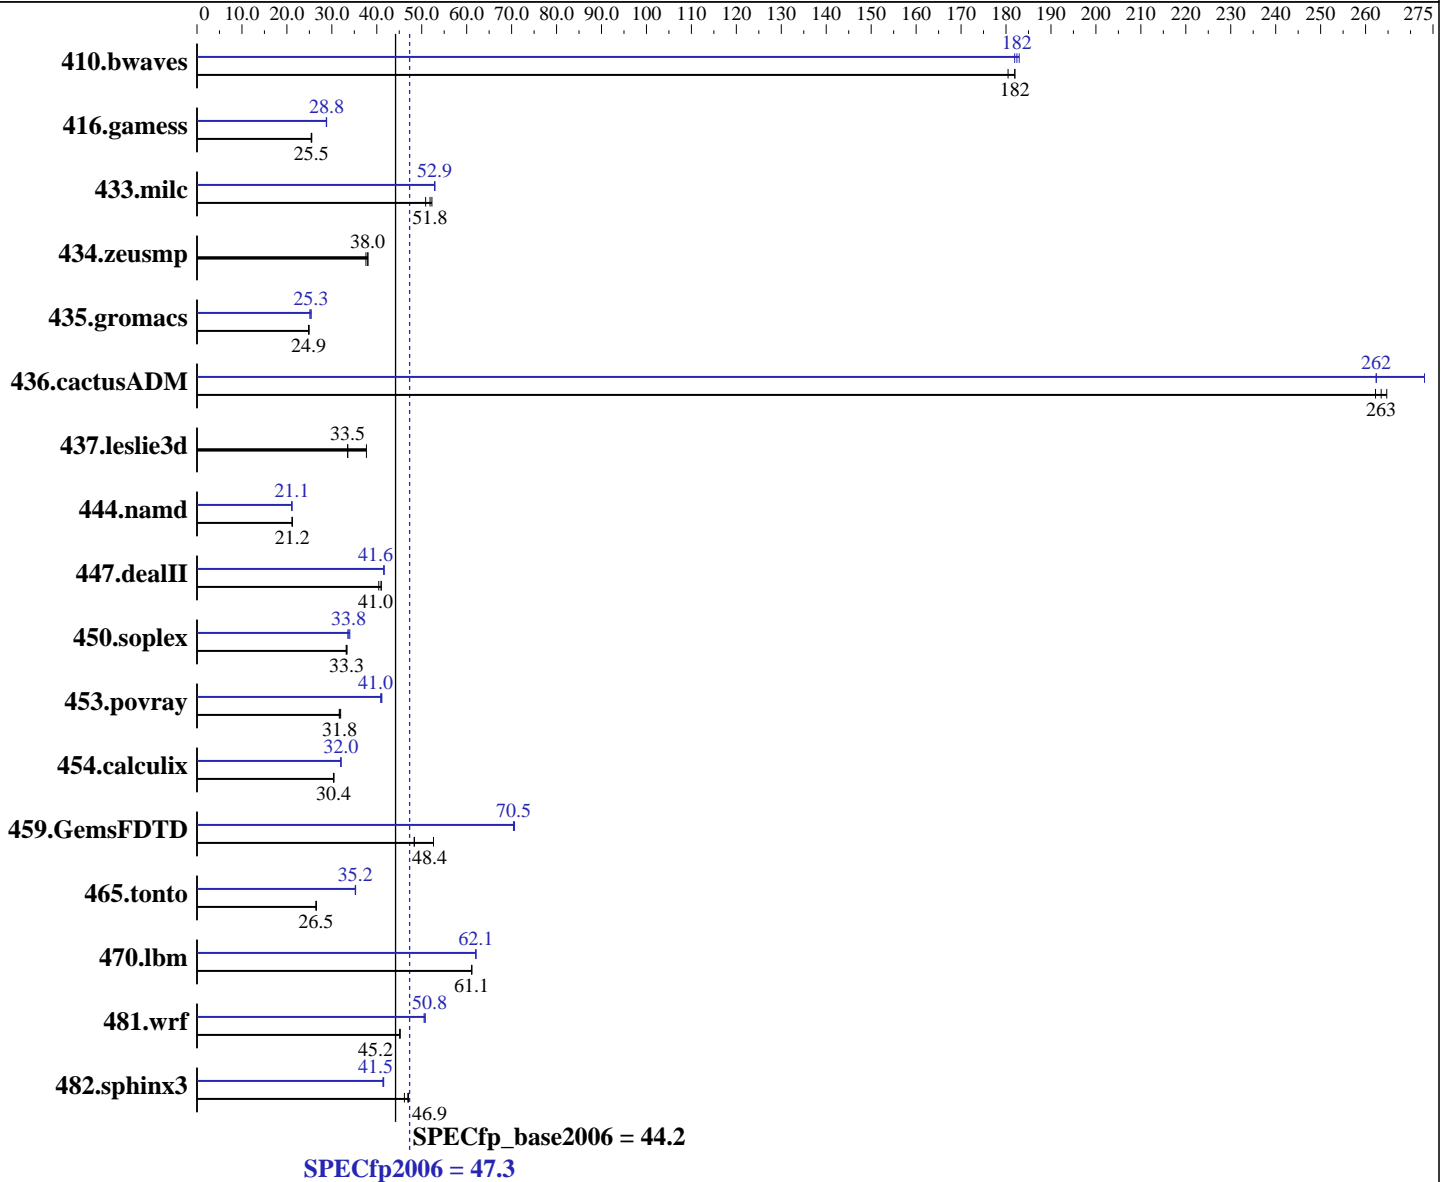 0 10.0 20.0 30.0 40.0 50.0 60.0 70.0 80.0 90.0 100 110 120 130 140 150 160 170 180 190 200 210 220 230 240 250 260 275
182
410.bwaves
182
28.8
416.gamess
25.5
52.9
433.milc
51.8
38.0
434.zeusmp
25.3
435.gromacs
24.9
262
436.cactusADM
263
33.5
437.leslie3d
21.1
444.namd
21.2
41.6
447.dealII
41.0
33.8
450.soplex
33.3
41.0
453.povray
31.8
32.0
454.calculix
30.4
70.5
459.GemsFDTD
48.4
35.2
465.tonto
26.5
62.1
470.lbm
61.1
50.8
481.wrf
45.2
41.5
482.sphinx3
46.9
SPECfp_base2006 = 44.2
SPECfp2006 = 47.3